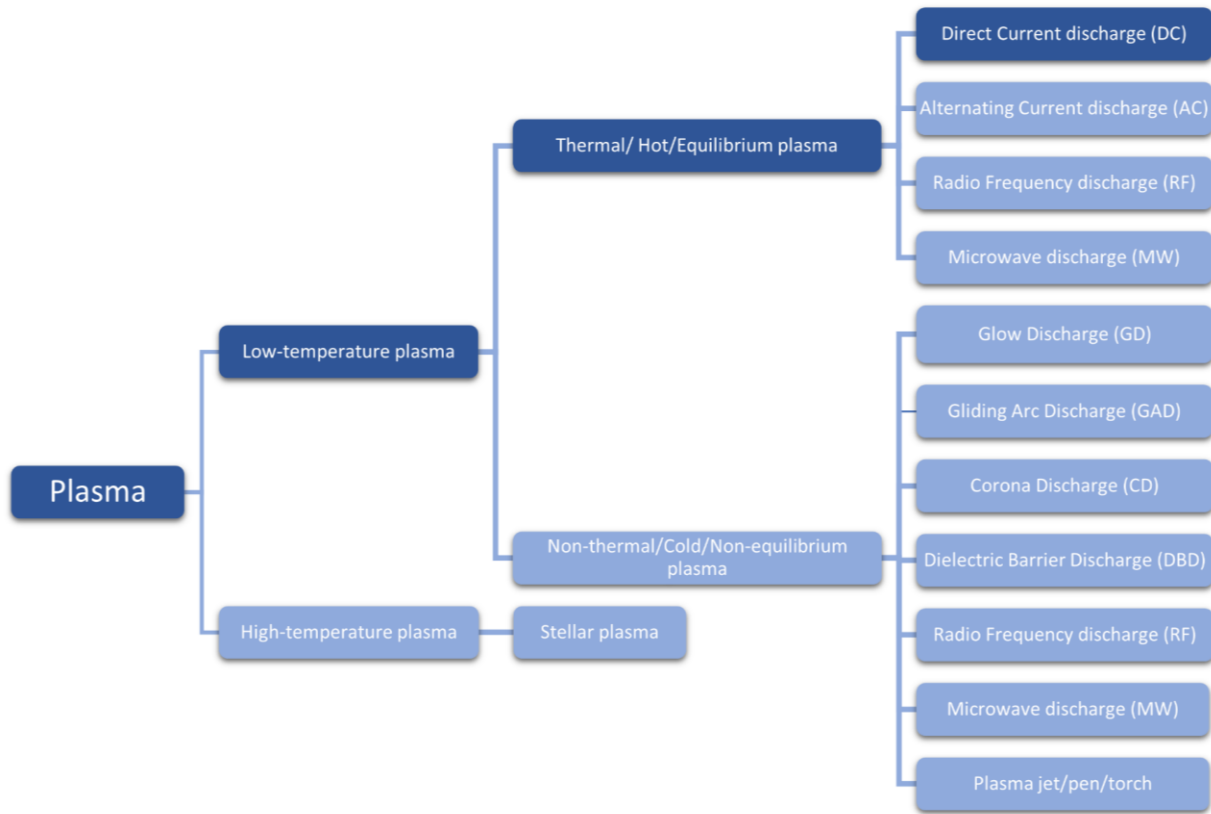 Plasma
Low-temperature plasma
Thermal/ Hot/Equilibrium plasma
Direct Current discharge (DC)
Alternating Current discharge (AC)
Radio Frequency discharge (RF)
Microwave discharge (MW)
Non-thermal/Cold/Non-equilibrium
plasma
Glow Discharge (GD)
Gliding Arc Discharge (GAD)
Corona Discharge (CD)
Dielectric Barrier Discharge (DBD)
Radio Frequency discharge (RF)
Microwave discharge (MW)
Plasma jet/pen/torch
High-temperature plasma
Stellar plasma